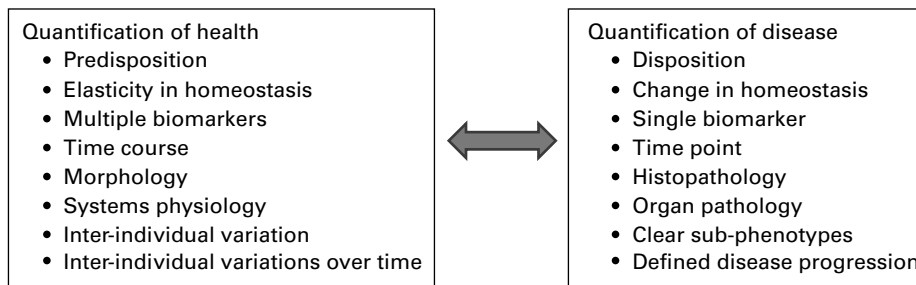 Quantification of health
• Predisposition
• Elasticity in homeostasis
• Multiple biomarkers
• Time course
• Morphology
• Systems physiology
• Inter-individual variation
• Inter-individual variations over time
Quantification of disease
• Disposition
• Change in homeostasis
• Single biomarker
• Time point
• Histopathology
• Organ pathology
• Clear sub-phenotypes
• Defined disease progression